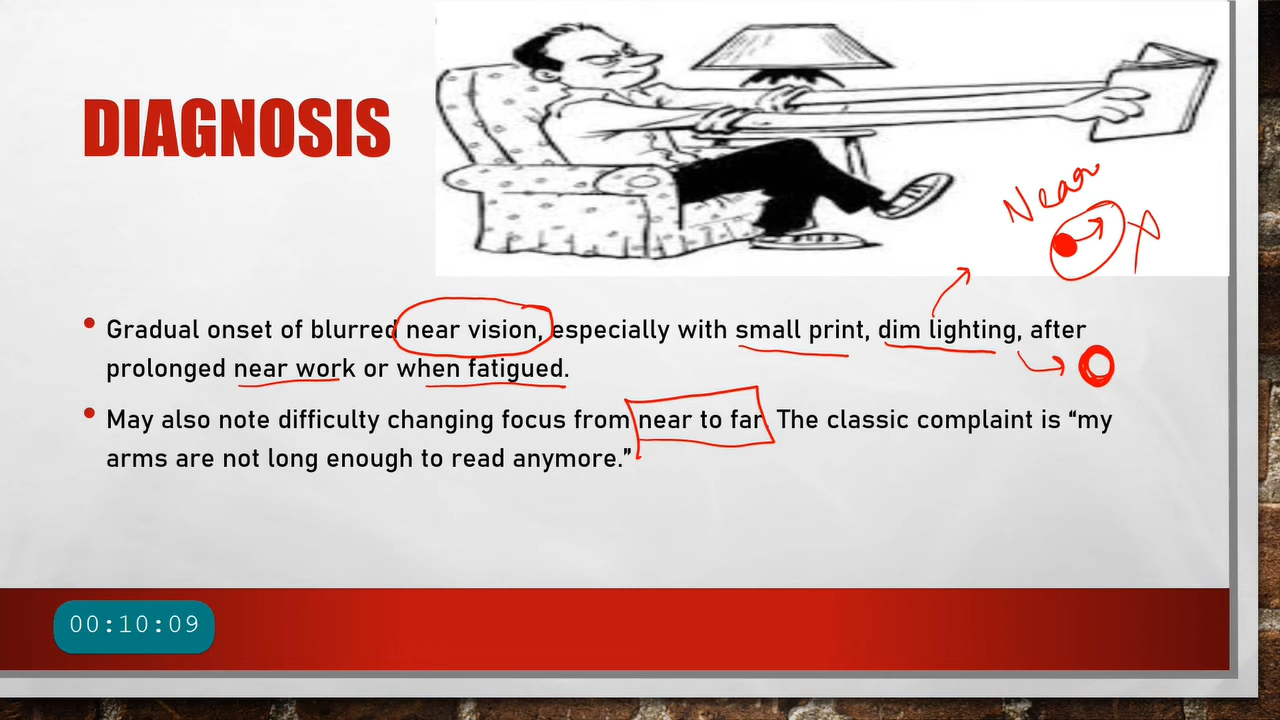 DIAGNOSIS
Near
X
• Gradual onset of blurred near vision, especially with small print, dim lighting, after
prolonged near work or when fatigued.
• May also note difficulty changing focus from near to far. The classic complaint is “my
arms are not long enough to read anymore.”
00:10:09